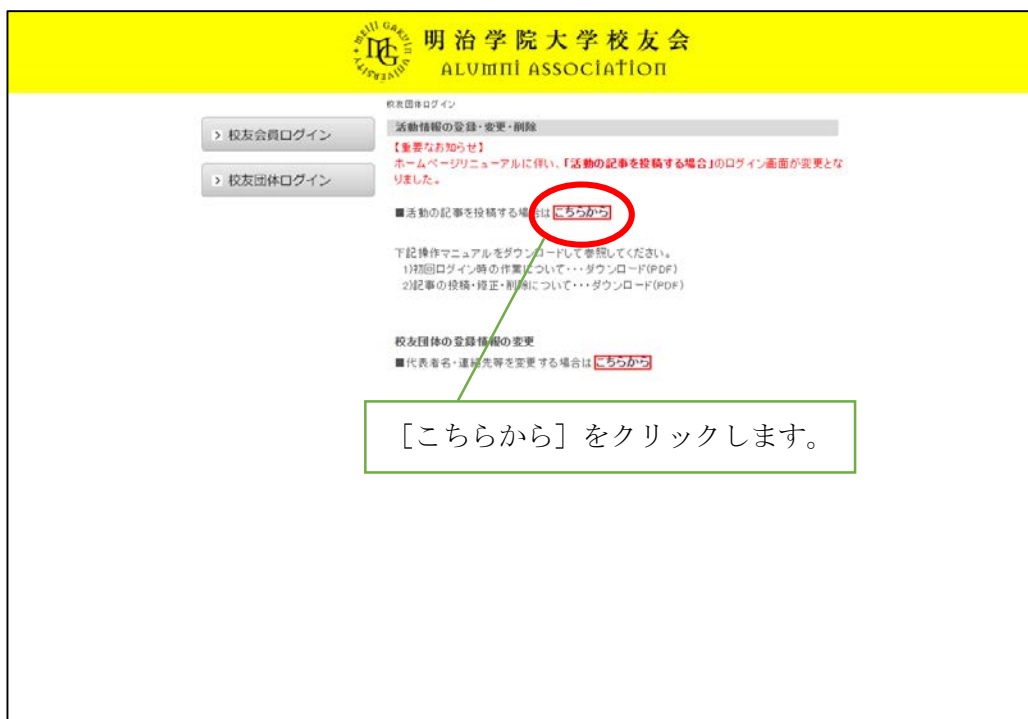 MEIJI GAKUIN UNIVERSITY
MG
明治学院大学校友会
ALUMNI ASSOCIATION
校友団体ログイン
> 校友会員ログイン
> 校友団体ログイン
活動情報の登録・変更・削除
【重要なお知らせ】
ホームページリニューアルに伴い、「活動の記事を投稿する場合」のログイン画面が変更とな
りました。
■活動の記事を投稿する場合は こちらから
下記操作マニュアルをダウンロードして参照してください。
1)初回ログイン時の作業について・・・ダウンロード(PDF)
2)記事の投稿・修正・削除について・・・ダウンロード(PDF)
校友団体の登録情報の変更
■代表者名・連絡先等を変更する場合は こちらから
[こちらから]をクリックします。